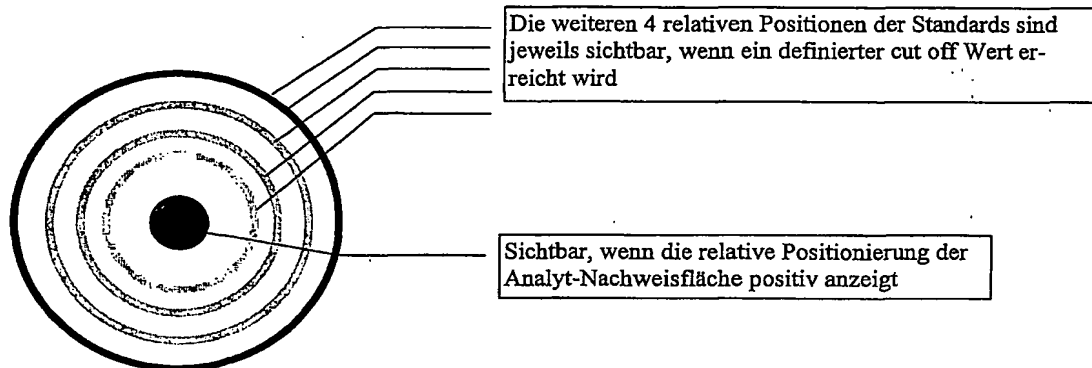 Die weiteren 4 relativen Positionen der Standards sind
jeweils sichtbar, wenn ein definierter cut off Wert er-
reicht wird
Sichtbar, wenn die relative Positionierung der
Analyt-Nachweisfläche positiv anzeigt